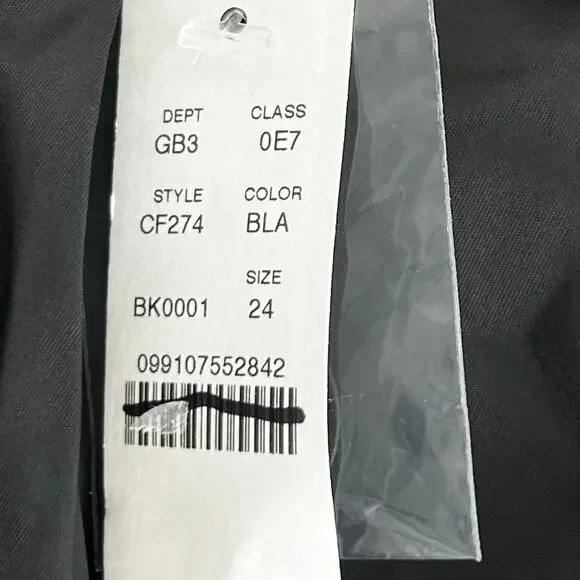 DEPT CLASS
GB3 0E7
STYLE COLOR
CF274 BLA
SIZE
BK0001 24
099107552842